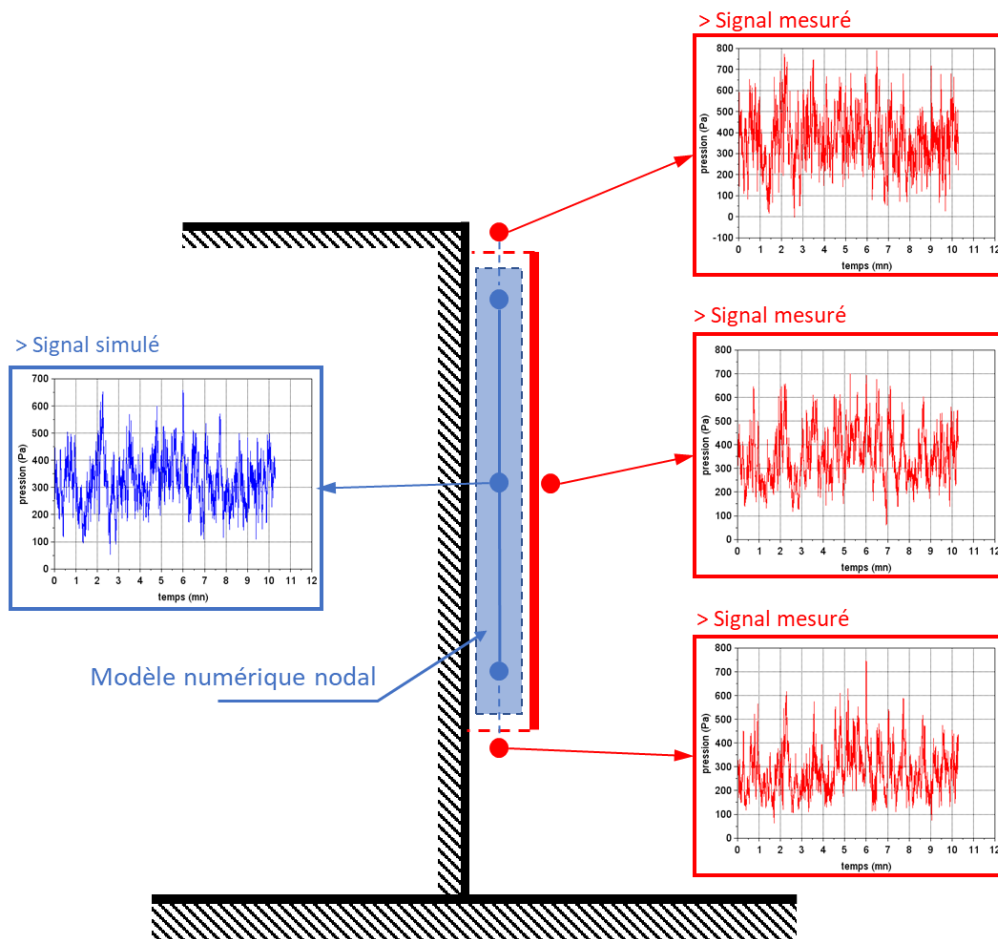 > Signal mesuré
800
700
600
500
400
300
200
100
0
-100
pression (Pa)
0 1 2 3 4 5 6 7 8 9 10 11 12
temps (mn)
> Signal simulé
700
600
500
400
300
200
100
0
pression (Pa)
0 1 2 3 4 5 6 7 8 9 10 11 12
temps (mn)
> Signal mesuré
800
700
600
500
400
300
200
100
0
pression (Pa)
0 1 2 3 4 5 6 7 8 9 10 11 12
temps (mn)
Modèle numérique nodal
> Signal mesuré
800
700
600
500
400
300
200
100
0
pression (Pa)
0 1 2 3 4 5 6 7 8 9 10 11 12
temps (mn)